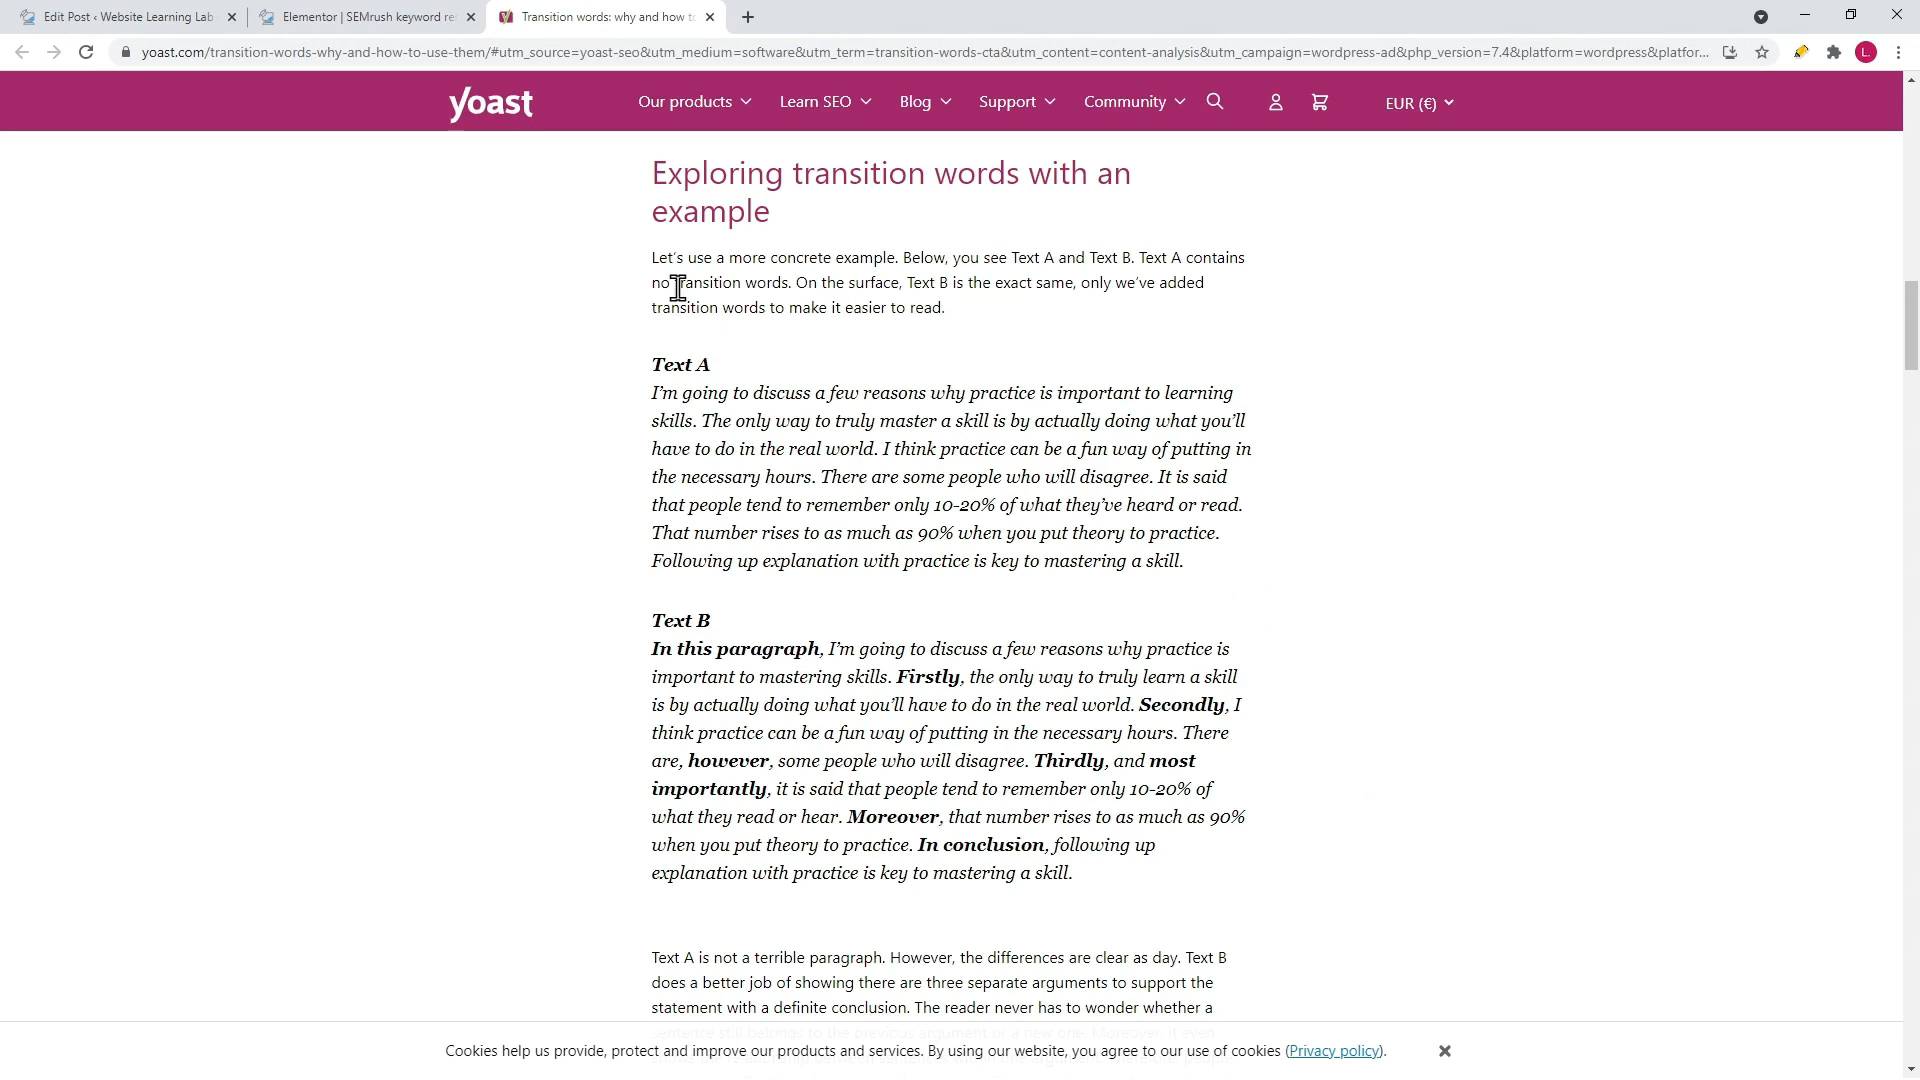 Edit Post ‹ Website Learning Lab
Elementor | SEMrush keyword re
Transition words: why and how t
yoast.com/transition-words-why-and-how-to-use-them/#utm_source=yoast-seo&utm_medium=software&utm_term=transition-words-cta&utm_content=content-analysis&utm_campaign=wordpress-ad&php_version=7.4&platform=wordpress&platfor...
L
yoast
Our products
Learn SEO
Blog
Support
Community
EUR (€)
Exploring transition words with an
example
Let's use a more concrete example. Below, you see Text A and Text B. Text A contains
no transition words. On the surface, Text B is the exact same, only we've added
transition words to make it easier to read.
Text A
I'm going to discuss a few reasons why practice is important to learning
skills. The only way to truly master a skill is by actually doing what you'll
have to do in the real world. I think practice can be a fun way of putting in
the necessary hours. There are some people who will disagree. It is said
that people tend to remember only 10-20% of what they've heard or read.
That number rises to as much as 90% when you put theory to practice.
Following up explanation with practice is key to mastering a skill.
Text B
In this paragraph, I'm going to discuss a few reasons why practice is
important to mastering skills. Firstly, the only way to truly learn a skill
is by actually doing what you'll have to do in the real world. Secondly, I
think practice can be a fun way of putting in the necessary hours. There
are, however, some people who will disagree. Thirdly, and most
importantly, it is said that people tend to remember only 10-20% of
what they read or hear. Moreover, that number rises to as much as 90%
when you put theory to practice. In conclusion, following up
explanation with practice is key to mastering a skill.
Text A is not a terrible paragraph. However, the differences are clear as day. Text B
does a better job of showing there are three separate arguments to support the
statement with a definite conclusion. The reader never has to wonder whether a
sentence still belongs to the previous argument or a new one. Moreover, it even
Cookies help us provide, protect and improve our products and services. By using our website, you agree to our use of cookies (Privacy policy).